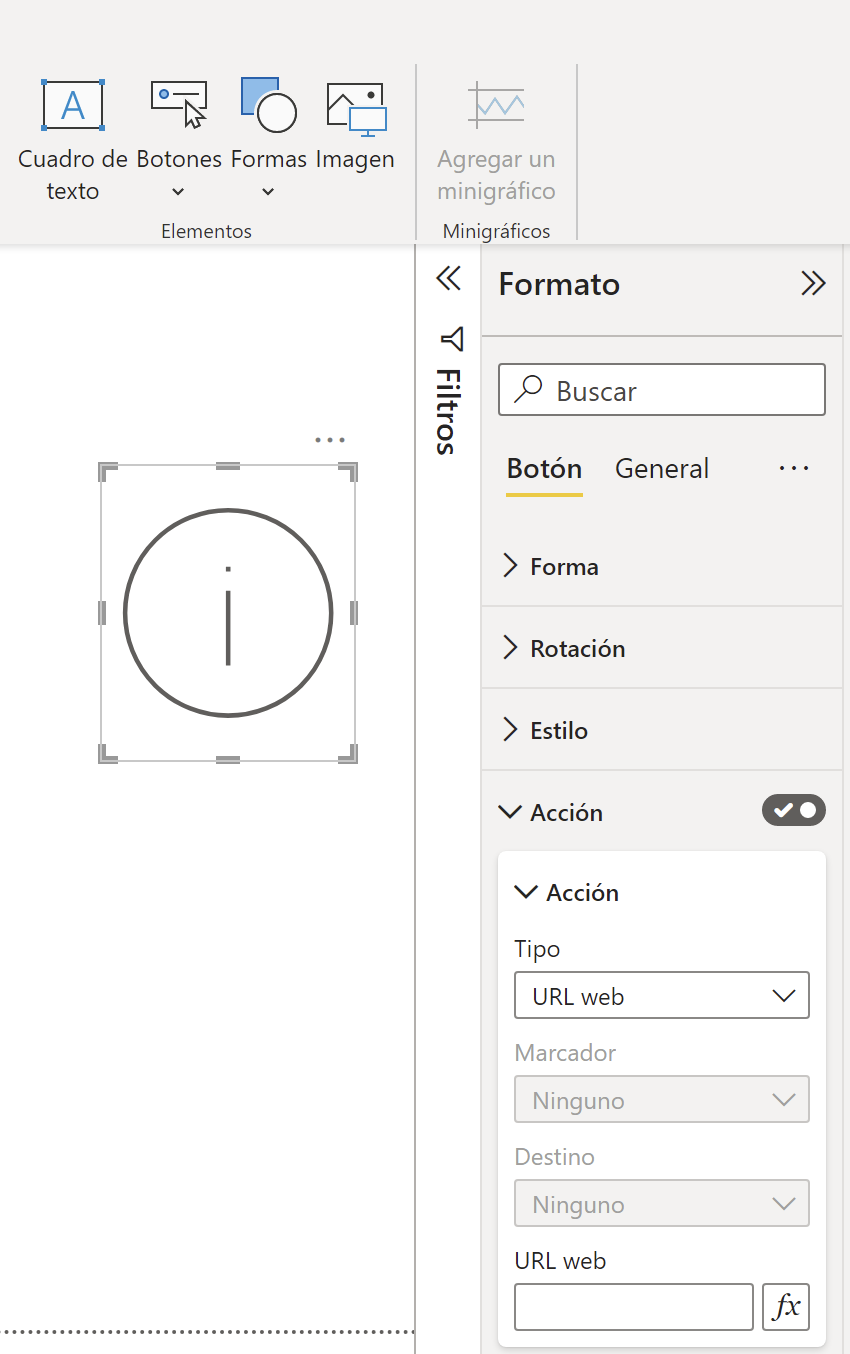 A
Cuadro de texto
Botones
Formas
Imagen
Elementos
Agregar un
minigráfico
Minigráficos
Filtros
Formato
Buscar
Botón
General
Forma
Rotación
Estilo
Acción
Acción
Tipo
URL web
Marcador
Ninguno
Destino
Ninguno
URL web
fx
i